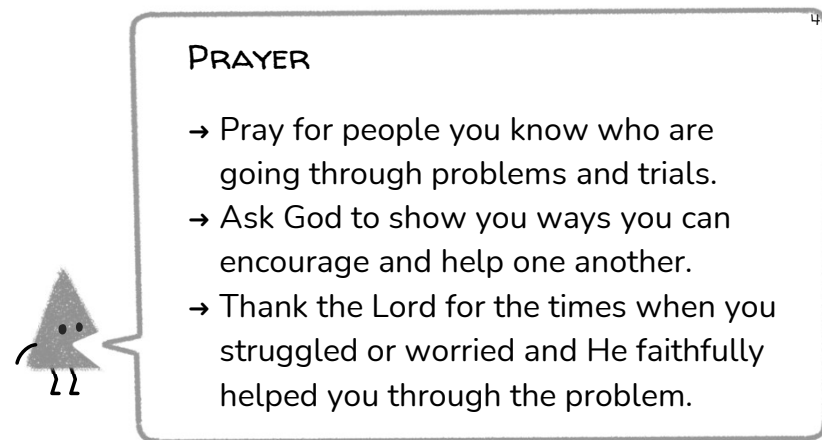 4
PRAYER
→ Pray for people you know who are
going through problems and trials.
→ Ask God to show you ways you can
encourage and help one another.
→ Thank the Lord for the times when you
struggled or worried and He faithfully
helped you through the problem.